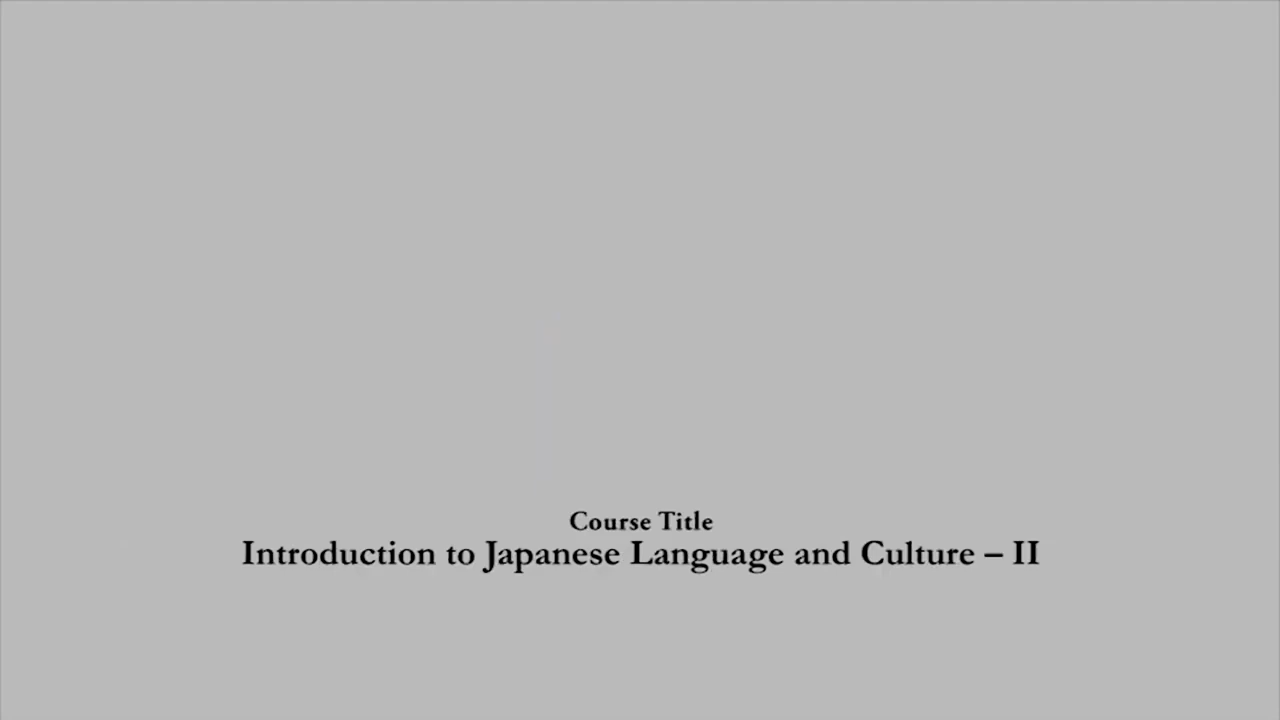 Course Title
Introduction to Japanese Language and Culture – II